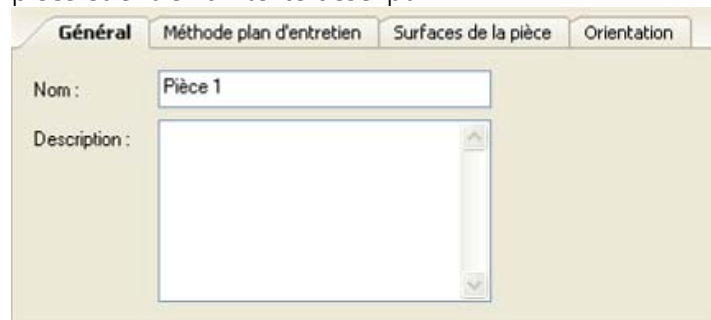 Général Méthode plan d'entretien Surfaces de la pièce Orientation
Nom : Pièce 1
Description :